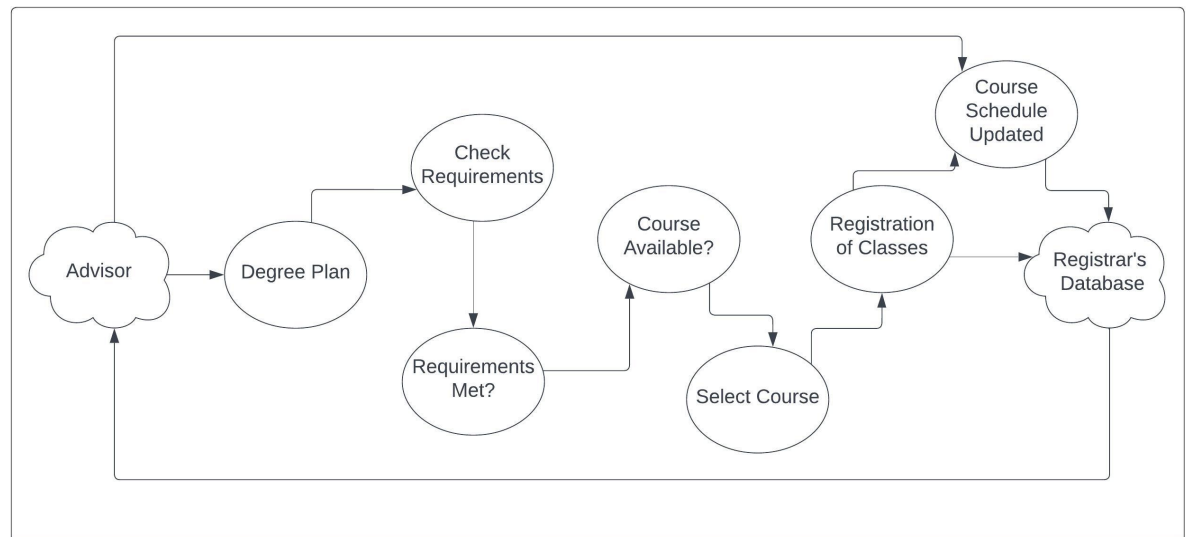 Advisor
Degree Plan
Check
Requirements
Requirements
Met?
Course
Available?
Select Course
Registration
of Classes
Course
Schedule
Updated
Registrar's
Database